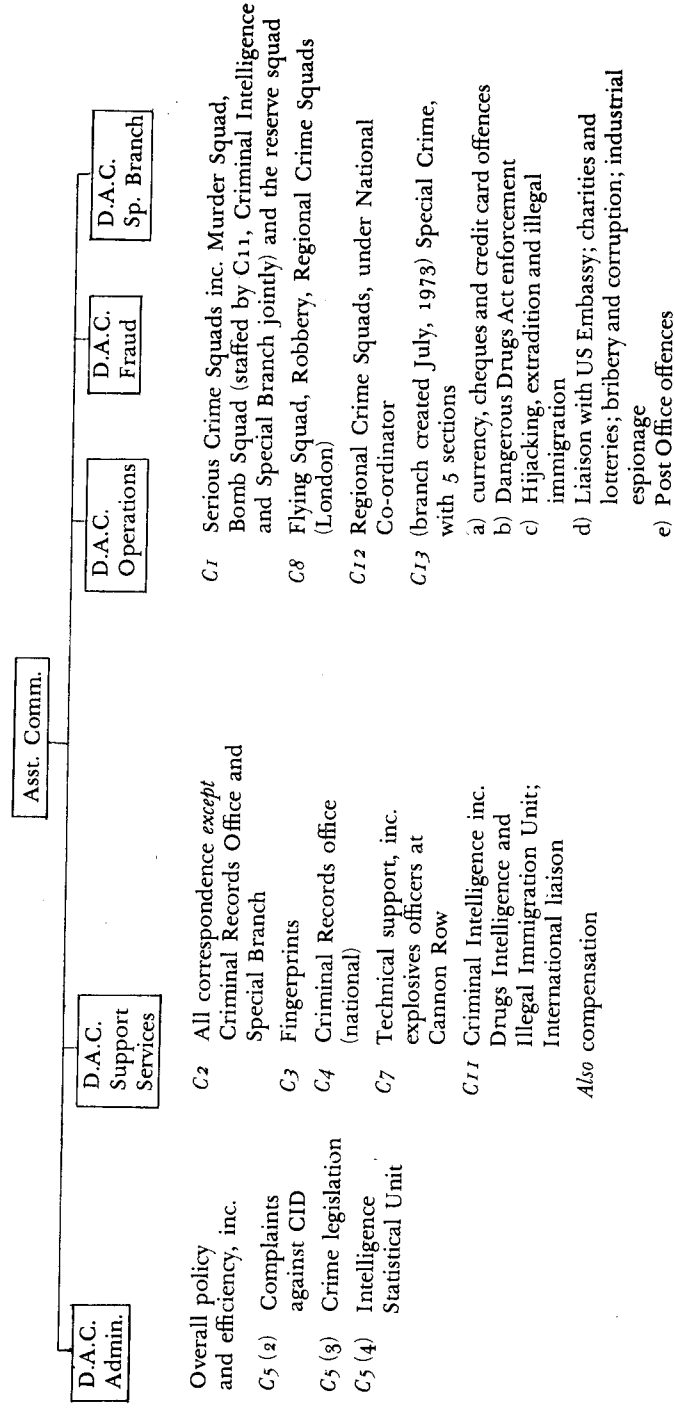 Asst. Comm.
D.A.C.
Admin.
Overall policy
and efficiency, inc.
C5 (2) Complaints
against CID
C5 (3) Crime legislation
C5 (4) Intelligence
Statistical Unit
D.A.C.
Support
Services
C2 All correspondence except
Criminal Records Office and
Special Branch
C3 Fingerprints
C4 Criminal Records office
(national)
C7 Technical support, inc.
explosives officers at
Cannon Row
C11 Criminal Intelligence inc.
Drugs Intelligence and
Illegal Immigration Unit;
International liaison
Also compensation
D.A.C.
Operations
C1 Serious Crime Squads inc. Murder Squad,
Bomb Squad (staffed by C11, Criminal Intelligence
and Special Branch jointly) and the reserve squad
C8 Flying Squad, Robbery, Regional Crime Squads
(London)
C12 Regional Crime Squads, under National
Co-ordinator
C13 (branch created July, 1973) Special Crime,
with 5 sections
a) currency, cheques and credit card offences
b) Dangerous Drugs Act enforcement
c) Hijacking, extradition and illegal
immigration
d) Liaison with US Embassy; charities and
lotteries; bribery and corruption; industrial
espionage
e) Post Office offences
D.A.C.
Fraud
D.A.C.
Sp. Branch